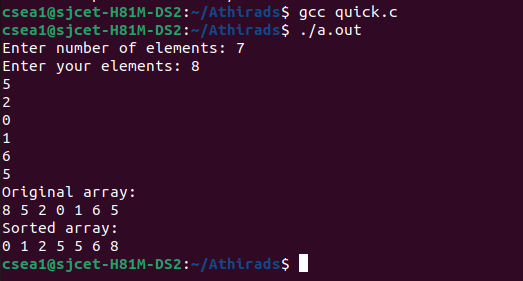 csea1@sjcet-H81M-DS2:~/Athirads$ gcc quick.c
csea1@sjcet-H81M-DS2:~/Athirads$ ./a.out
Enter number of elements: 7
Enter your elements: 8
5
2
0
1
6
5
Original array:
8 5 2 0 1 6 5
Sorted array:
0 1 2 5 5 6 8
csea1@sjcet-H81M-DS2:~/Athirads$